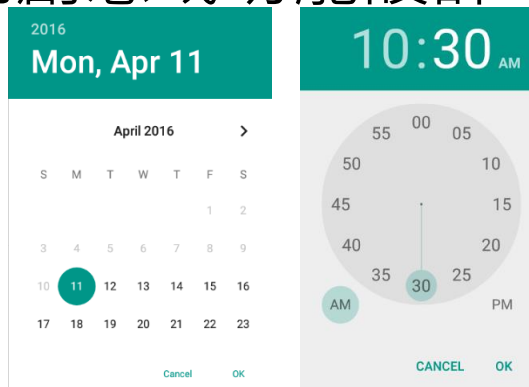 2016
Mon, Apr 11
April 2016 >
S M T W T F S
1 2
3 4 5 6 7 8 9
10 11 12 13 14 15 16
17 18 19 20 21 22 23
Cancel OK
10:30 AM
00
55 05
50 10
45 15
40 20
35 25
30
AM PM
CANCEL OK